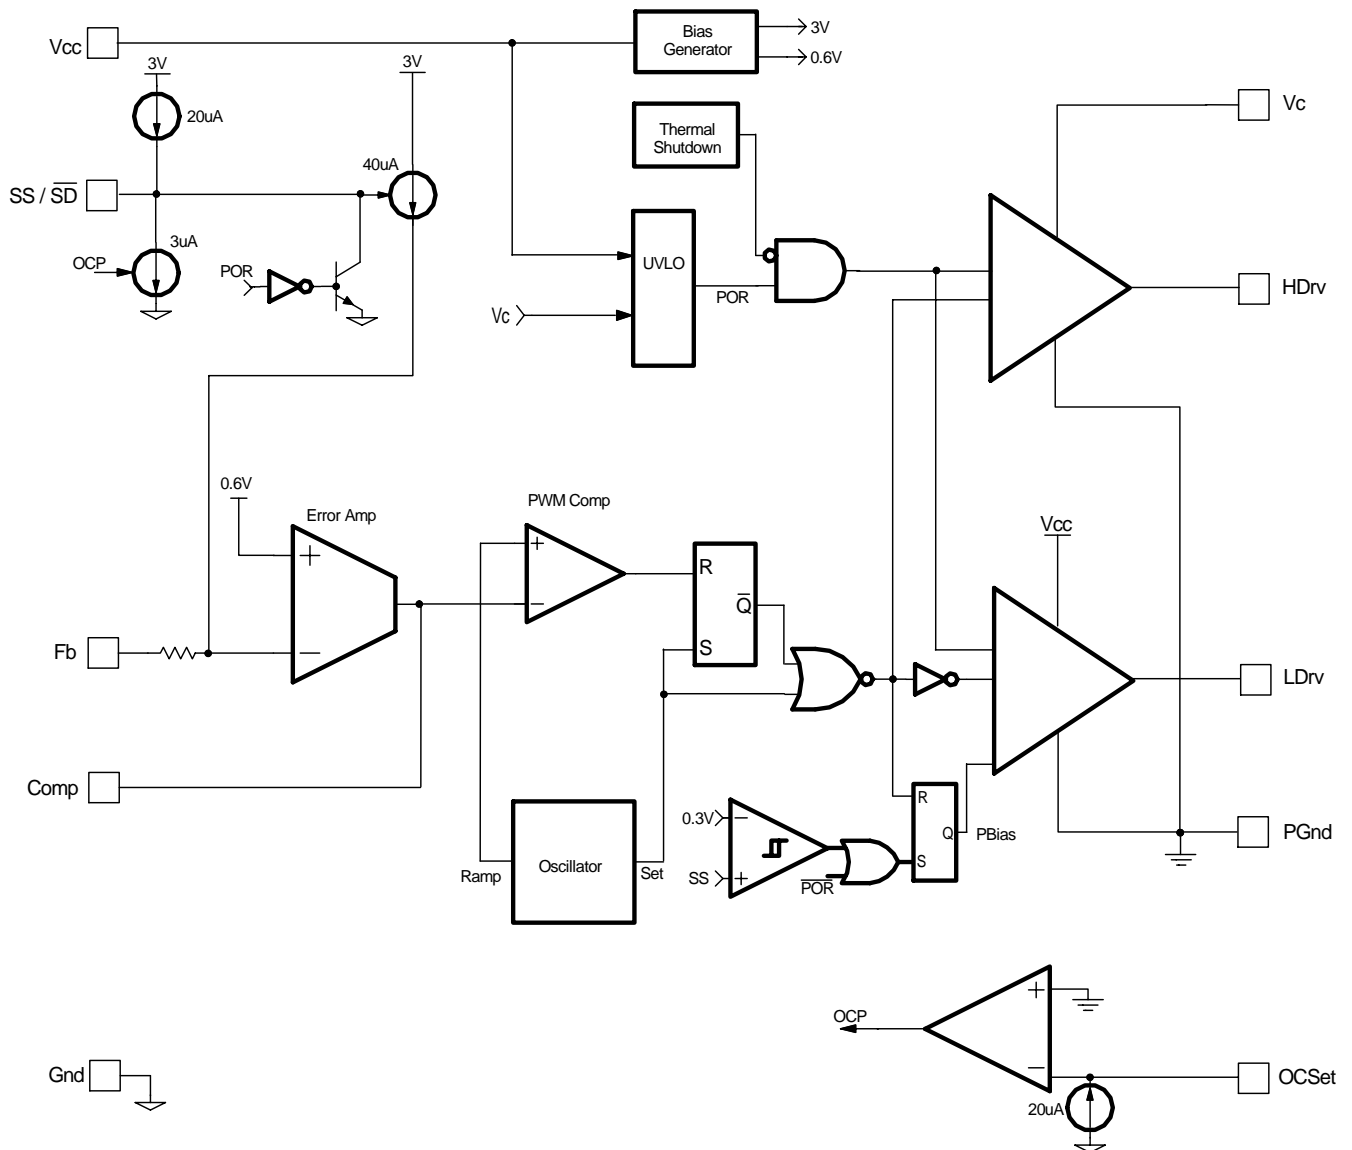 Vcc
Bias
Generator
3V
0.6V
3V
3V
20uA
Thermal
Shutdown
Vc
40uA
SS / S̅D̅
3uA
OCP
POR
UVLO
POR
HDrv
Vc
0.6V
Error Amp
PWM Comp
Vcc
+
+
R
Q̅
−
Fb
−
S
LDrv
Comp
R
0.3V
−
Q
PBias
PGnd
Oscillator
Ramp
Set
S
SS
+
P̅O̅R̅
+
OCP
−
Gnd
OCSet
20uA